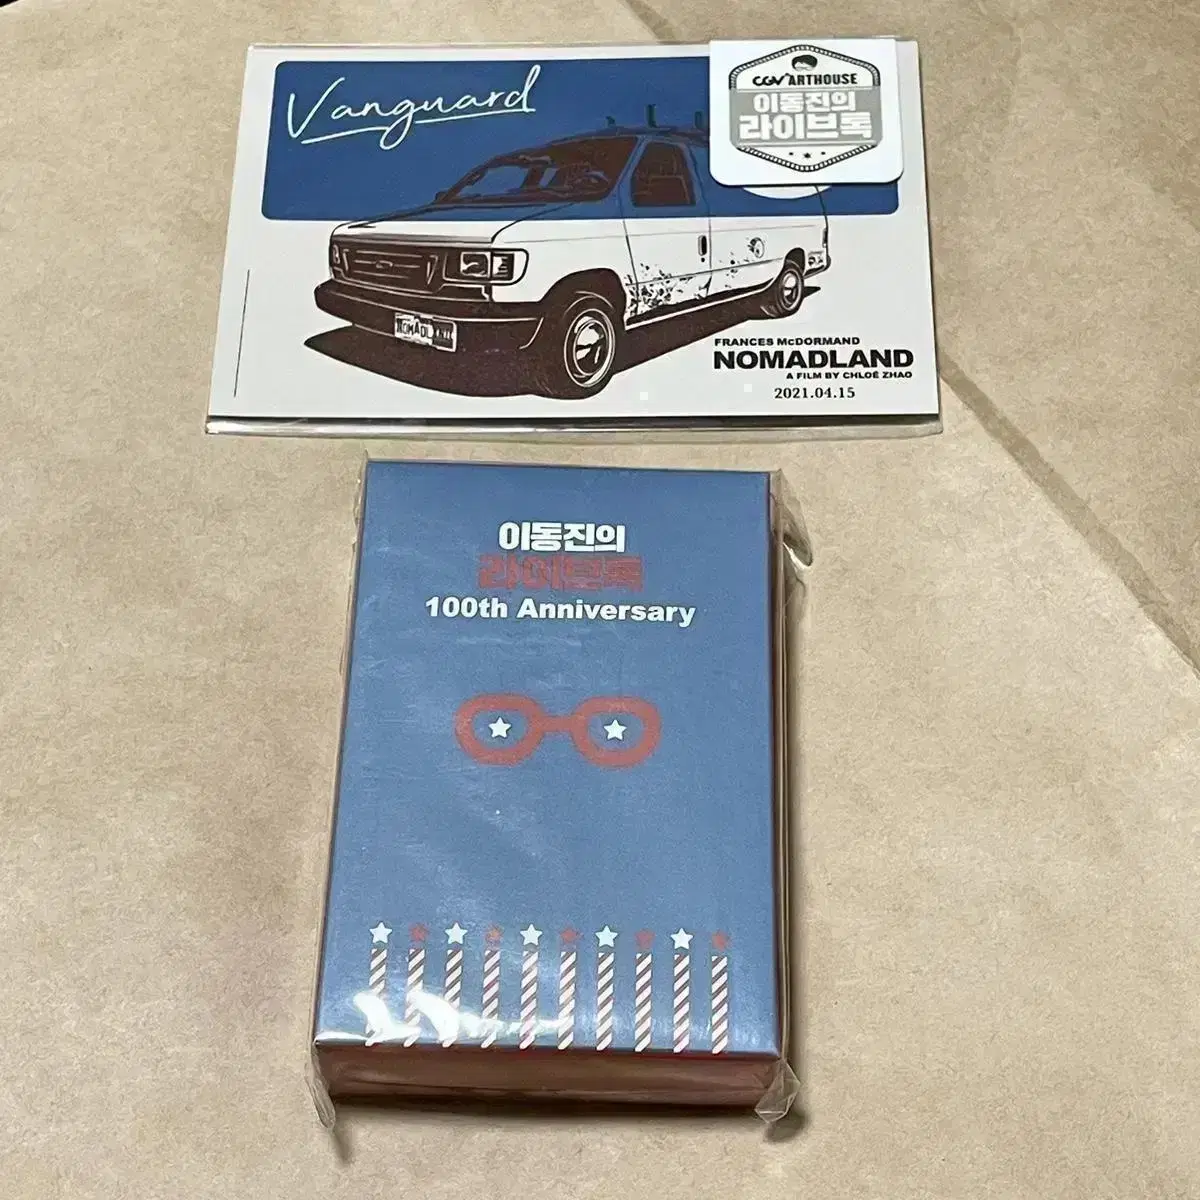 Vanguard
CGV ARTHOUSE
이동진의
라이브톡
FRANCES McDORMAND
NOMADLAND
A FILM BY CHLOÉ ZHAO
2021.04.15
이동진의
라이브톡
100th Anniversary